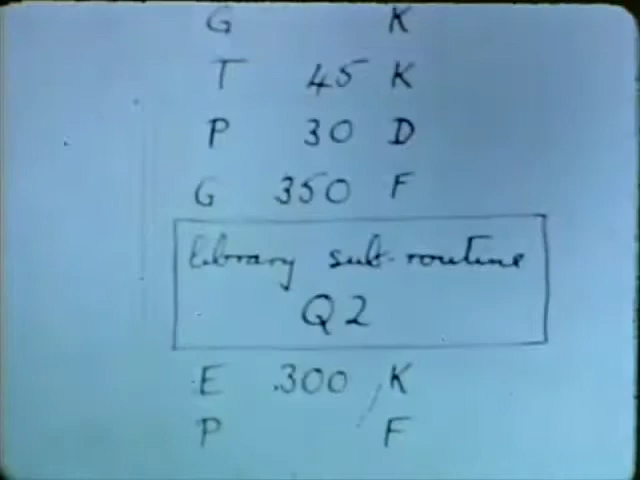 G K
T 45 K
P 30 D
G 350 F
library sub-routine
Q2
E 300 K
P F